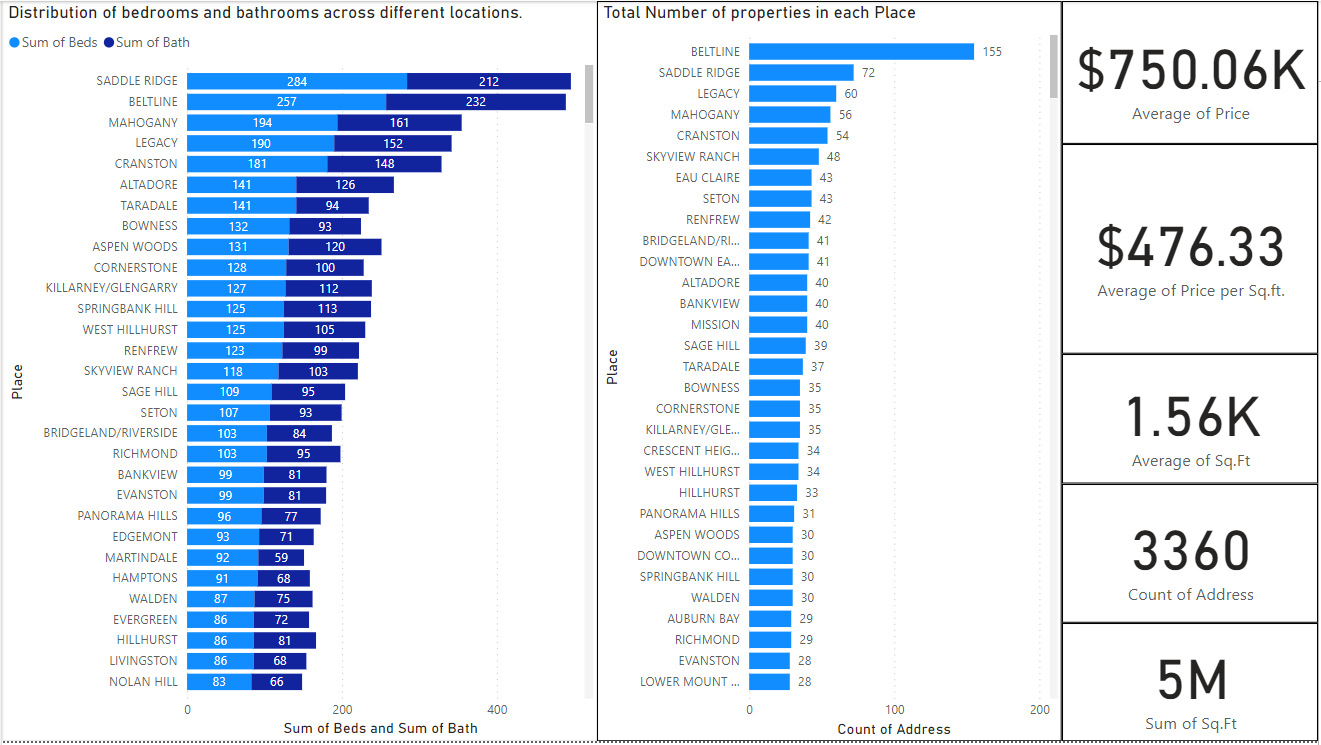 Distribution of bedrooms and bathrooms across different locations.
Sum of Beds Sum of Bath
Place
SADDLE RIDGE 284 212
BELTLINE 257 232
MAHOGANY 194 161
LEGACY 190 152
CRANSTON 181 148
ALTADORE 141 126
TARADALE 141 94
BOWNESS 132 93
ASPEN WOODS 131 120
CORNERSTONE 128 100
KILLARNEY/GLENGARRY 127 112
SPRINGBANK HILL 125 113
WEST HILLHURST 125 105
RENFREW 123 99
SKYVIEW RANCH 118 103
SAGE HILL 109 95
SETON 107 93
BRIDGELAND/RIVERSIDE 103 84
RICHMOND 103 95
BANKVIEW 99 81
EVANSTON 99 81
PANORAMA HILLS 96 77
EDGEMONT 93 71
MARTINDALE 92 59
HAMPTONS 91 68
WALDEN 87 75
EVERGREEN 86 72
HILLHURST 86 81
LIVINGSTON 86 68
NOLAN HILL 83 66
0 200 400
Sum of Beds and Sum of Bath
Total Number of properties in each Place
Place
BELTLINE 155
SADDLE RIDGE 72
LEGACY 60
MAHOGANY 56
CRANSTON 54
SKYVIEW RANCH 48
EAU CLAIRE 43
SETON 43
RENFREW 42
BRIDGELAND/RI... 41
DOWNTOWN EA... 41
ALTADORE 40
BANKVIEW 40
MISSION 40
SAGE HILL 39
TARADALE 37
BOWNESS 35
CORNERSTONE 35
KILLARNEY/GLE... 35
CRESCENT HEIG... 34
WEST HILLHURST 34
HILLHURST 33
PANORAMA HILLS 31
ASPEN WOODS 30
DOWNTOWN CO... 30
SPRINGBANK HILL 30
WALDEN 30
AUBURN BAY 29
RICHMOND 29
EVANSTON 28
LOWER MOUNT ... 28
0 100 200
Count of Address
$750.06K
Average of Price
$476.33
Average of Price per Sq.ft.
1.56K
Average of Sq.Ft
3360
Count of Address
5M
Sum of Sq.Ft